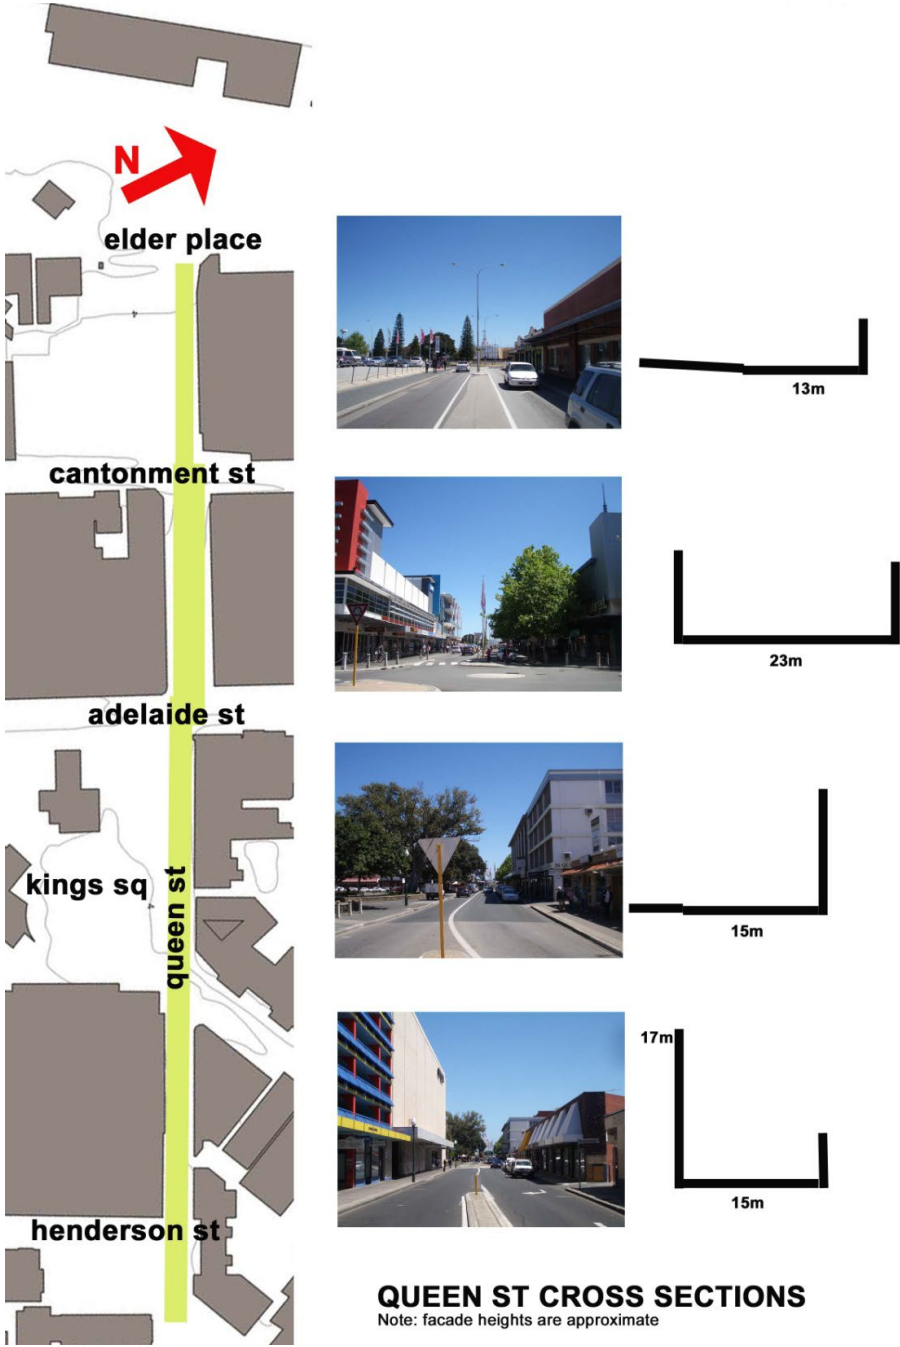 N
elder place
13m
cantonment st
23m
adelaide st
kings sq
queen st
15m
17m
15m
henderson st
QUEEN ST CROSS SECTIONS
Note: facade heights are approximate